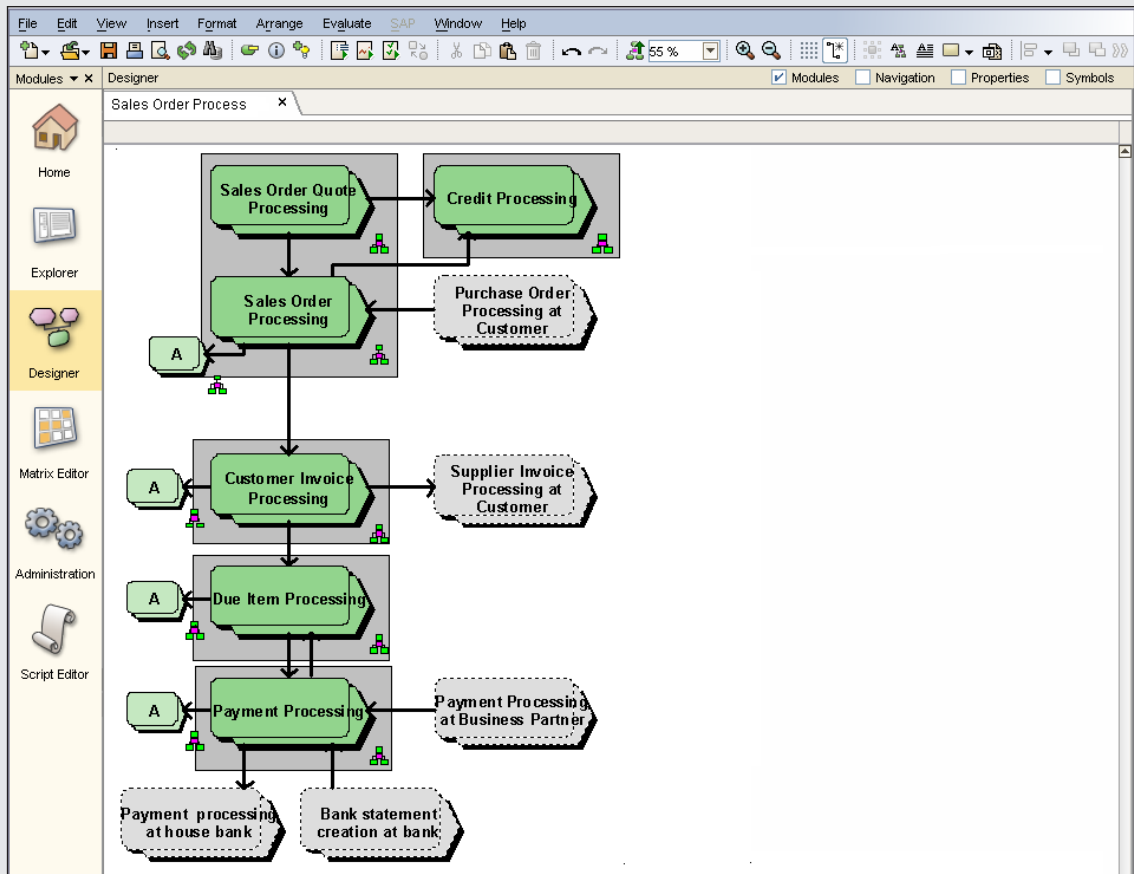 File Edit View Insert Format Arrange Evaluate SAP Window Help
55 %
Modules Designer Modules Navigation Properties Symbols
Sales Order Process
Home
Explorer
Designer
Matrix Editor
Administration
Script Editor
Sales Order Quote
Processing
Credit Processing
Sales Order
Processing
Purchase Order
Processing at
Customer
A
Customer Invoice
Processing
A
Supplier Invoice
Processing at
Customer
Due Item Processing
A
Payment Processing
A
Payment Processing
at Business Partner
Payment processing
at house bank
Bank statement
creation at bank